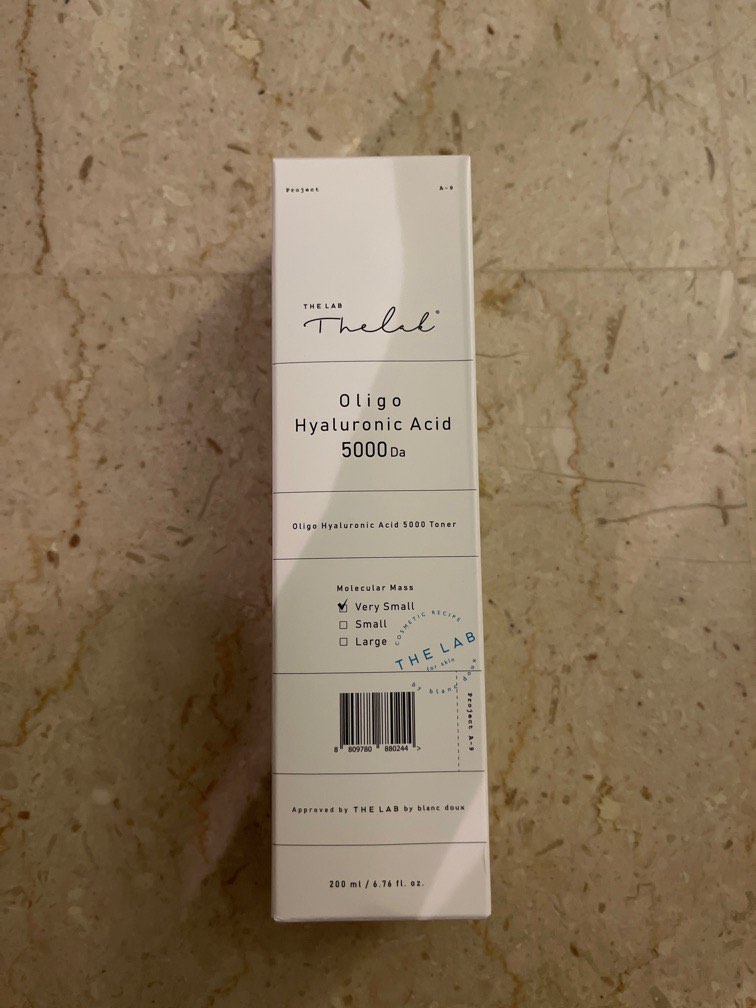 Project A-9
THE LAB
Thelab®
Oligo
Hyaluronic Acid
5000 Da
Oligo Hyaluronic Acid 5000 Toner
Molecular Mass
Very Small
Small
Large
COSMETIC RECIPE
THE LAB
for skin
by blanc doux
Project A-9
8 809780 880244 >
Approved by THE LAB by blanc doux
200 ml / 6.76 fl. oz.